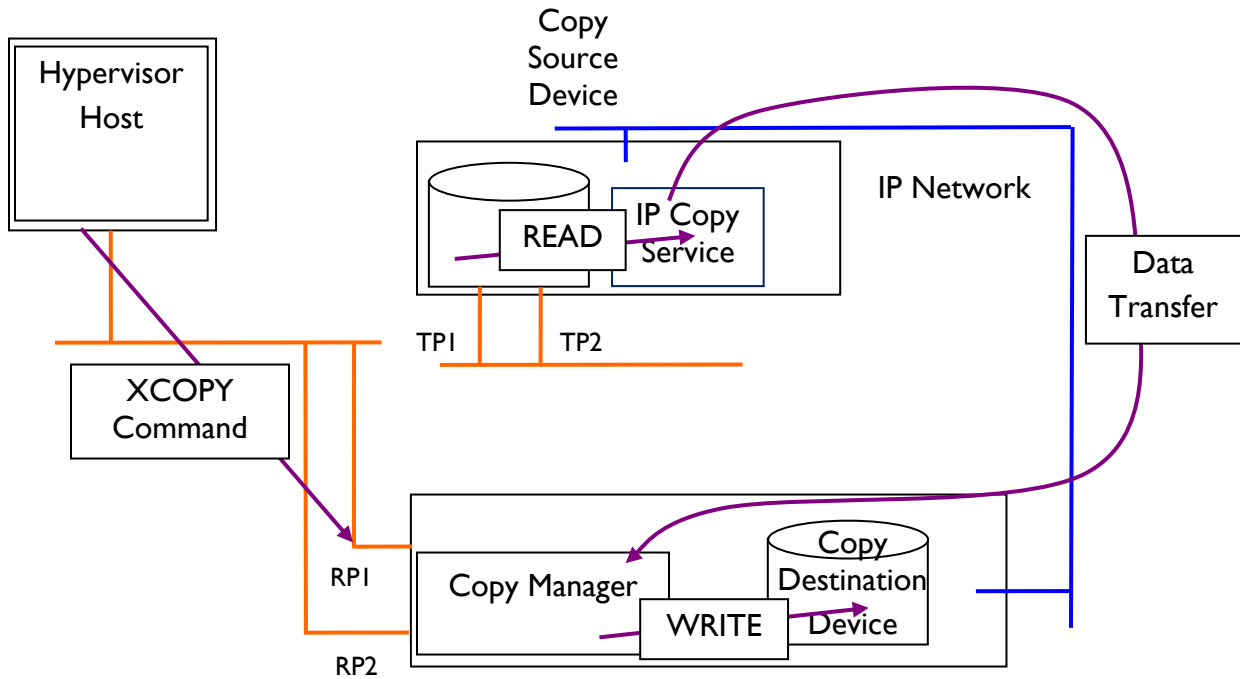 Copy
Source
Device
Hypervisor
Host
IP Network
READ
IP Copy
Service
Data
Transfer
TP1
TP2
XCOPY
Command
RP1
RP2
Copy Manager
WRITE
Copy
Destination
Device